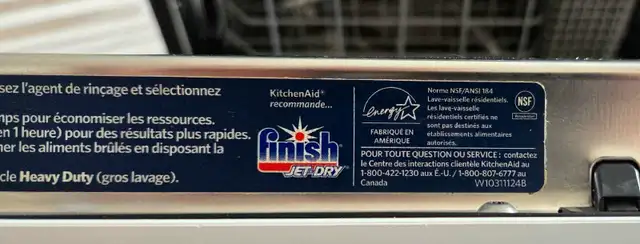 sez l'agent de rinçage et sélectionnez
mps pour économiser les ressources.
en 1 heure) pour des résultats plus rapides.
ner les aliments brûlés en disposant la
cle Heavy Duty (gros lavage).
KitchenAid®
recommande...
finish
JET-DRY
energy
FABRIQUÉ EN
AMÉRIQUE
Norme NSF/ANSI 184
Lave-vaisselle résidentiels.
Les lave-vaisselle
résidentiels certifiés ne
sont pas destinés aux
établissements alimentaires
autorisés.
NSF
POUR TOUTE QUESTION OU SERVICE : contactez
le Centre des interactions clientèle KitchenAid au
1-800-422-1230 aux É.-U. / 1-800-807-6777 au
Canada
W10311124B